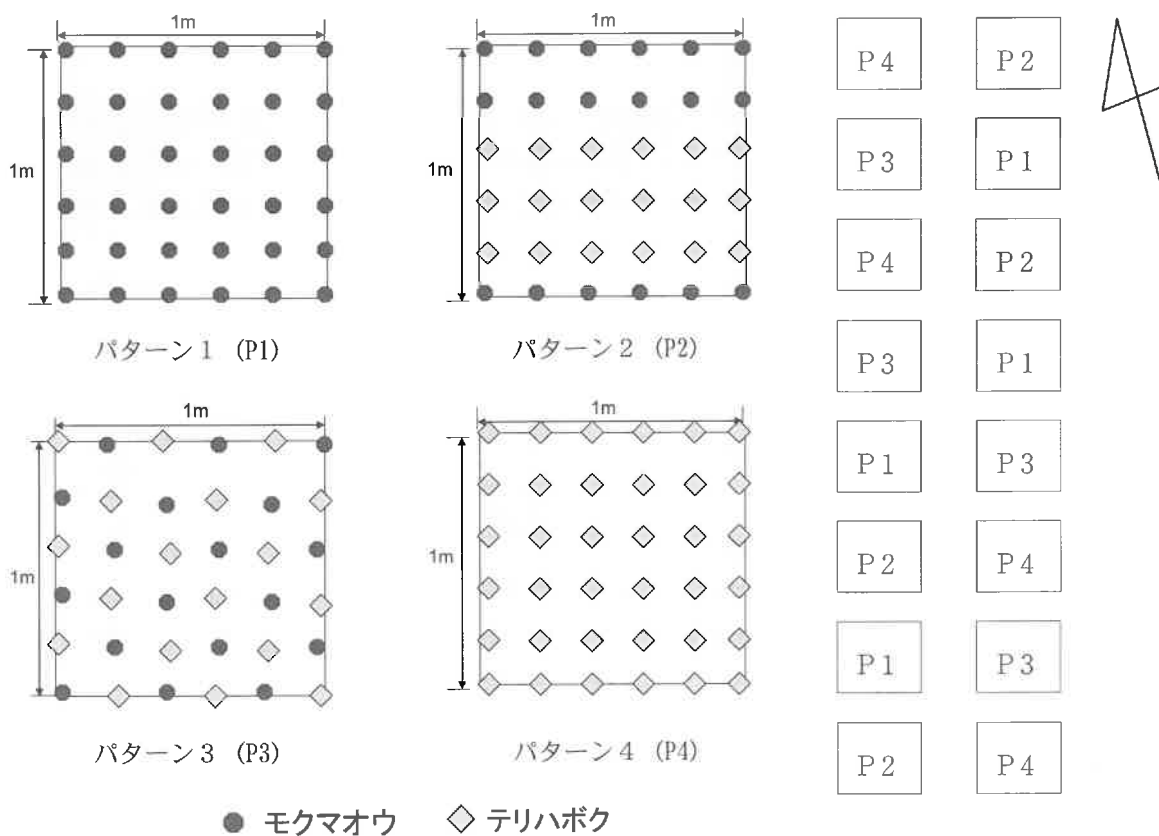 1m
1m
パターン1 (P1)
1m
1m
パターン2 (P2)
1m
1m
パターン3 (P3)
1m
1m
パターン4 (P4)
モクマオウ
テリハボク
P4 P2
P3 P1
P4 P2
P3 P1
P1 P3
P2 P4
P1 P3
P2 P4